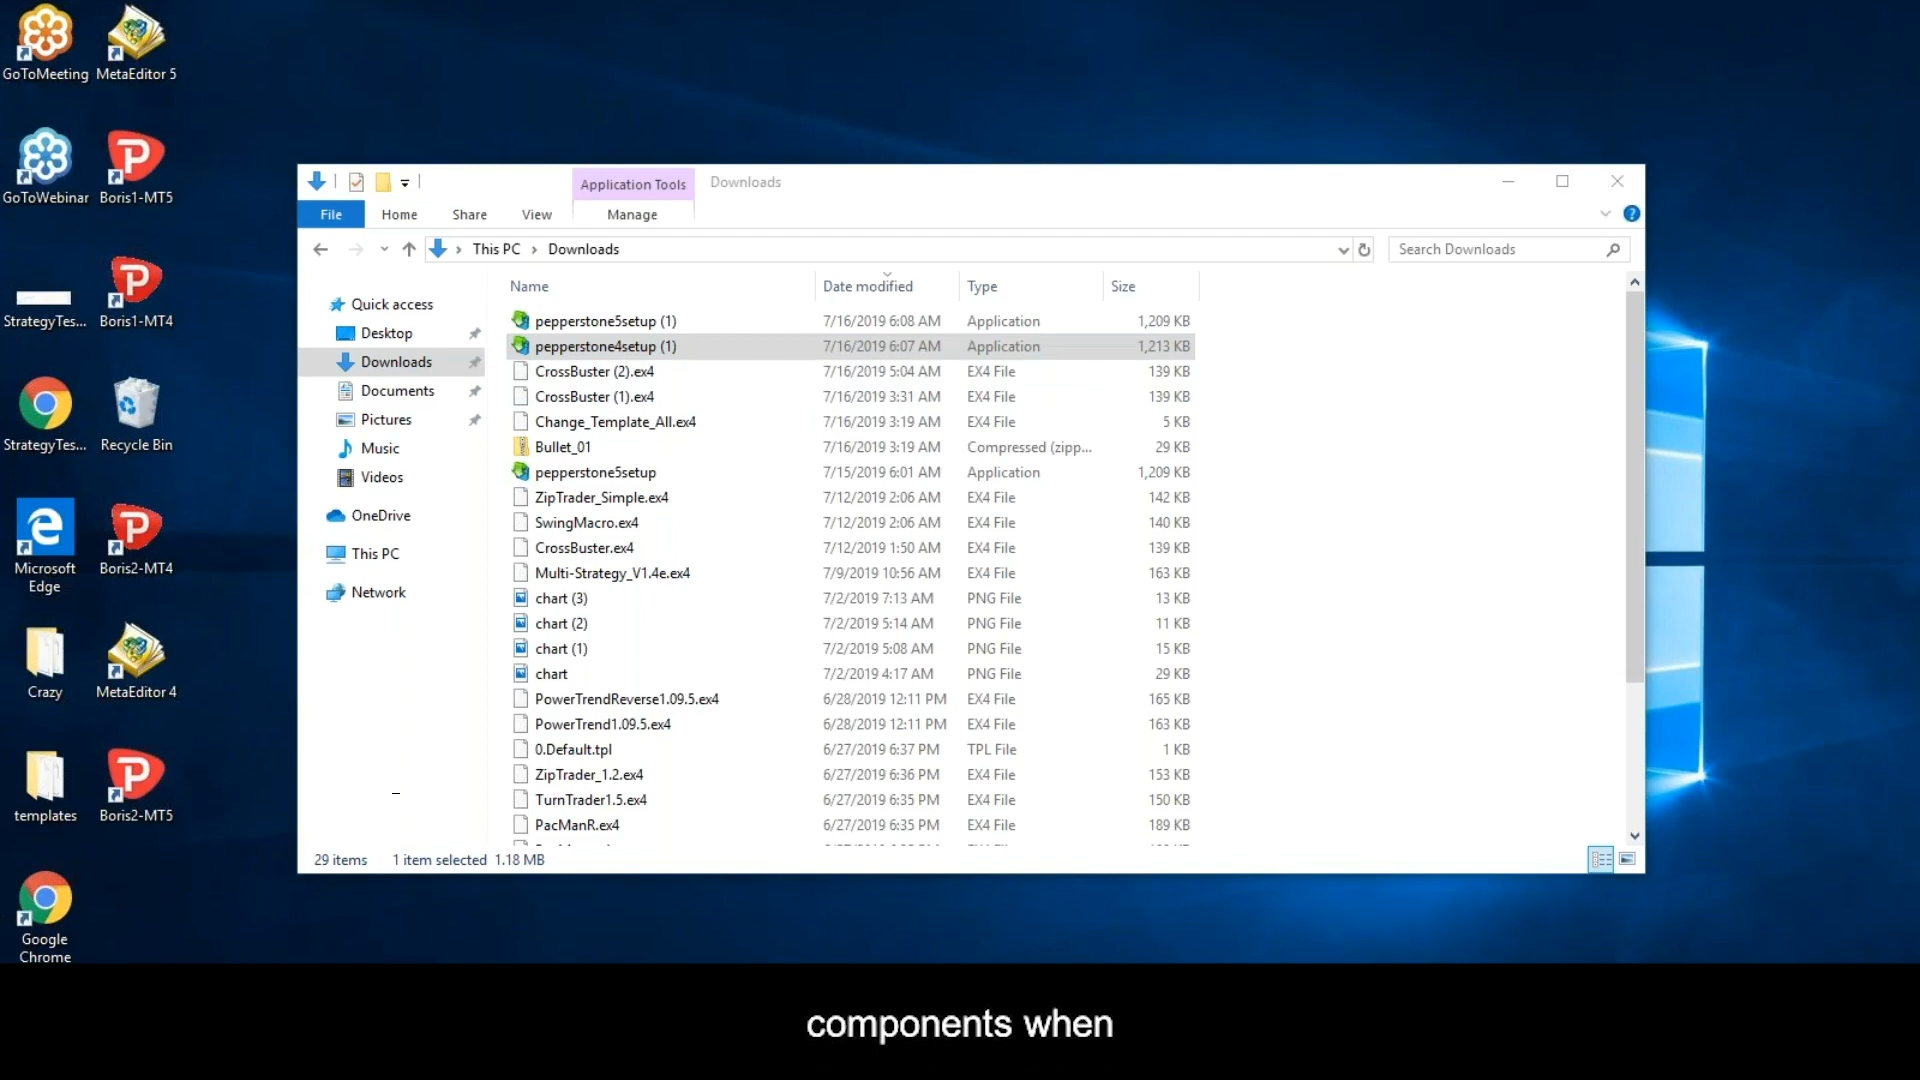 GoToMeeting
MetaEditor 5
GoToWebinar
Boris1-MT5
StrategyTes...
Boris1-MT4
StrategyTes...
Recycle Bin
Microsoft
Edge
Boris2-MT4
Crazy
MetaEditor 4
templates
Boris2-MT5
Google
Chrome
Application Tools
Downloads
File
Home
Share
View
Manage
This PC
Downloads
Search Downloads
Quick access
Desktop
Downloads
Documents
Pictures
Music
Videos
OneDrive
This PC
Network
Name Date modified Type Size
pepperstone5setup (1) 7/16/2019 6:08 AM Application 1,209 KB
pepperstone4setup (1) 7/16/2019 6:07 AM Application 1,213 KB
CrossBuster (2).ex4 7/16/2019 5:04 AM EX4 File 139 KB
CrossBuster (1).ex4 7/16/2019 3:31 AM EX4 File 139 KB
Change_Template_All.ex4 7/16/2019 3:19 AM EX4 File 5 KB
Bullet_01 7/16/2019 3:19 AM Compressed (zipp... 29 KB
pepperstone5setup 7/15/2019 6:01 AM Application 1,209 KB
ZipTrader_Simple.ex4 7/12/2019 2:06 AM EX4 File 142 KB
SwingMacro.ex4 7/12/2019 2:06 AM EX4 File 140 KB
CrossBuster.ex4 7/12/2019 1:50 AM EX4 File 139 KB
Multi-Strategy_V1.4e.ex4 7/9/2019 10:56 AM EX4 File 163 KB
chart (3) 7/2/2019 7:13 AM PNG File 13 KB
chart (2) 7/2/2019 5:14 AM PNG File 11 KB
chart (1) 7/2/2019 5:08 AM PNG File 15 KB
chart 7/2/2019 4:17 AM PNG File 29 KB
PowerTrendReverse1.09.5.ex4 6/28/2019 12:11 PM EX4 File 165 KB
PowerTrend1.09.5.ex4 6/28/2019 12:11 PM EX4 File 163 KB
0.Default.tpl 6/27/2019 6:37 PM TPL File 1 KB
ZipTrader_1.2.ex4 6/27/2019 6:36 PM EX4 File 153 KB
TurnTrader1.5.ex4 6/27/2019 6:35 PM EX4 File 150 KB
PacManR.ex4 6/27/2019 6:35 PM EX4 File 189 KB
29 items 1 item selected 1.18 MB
components when